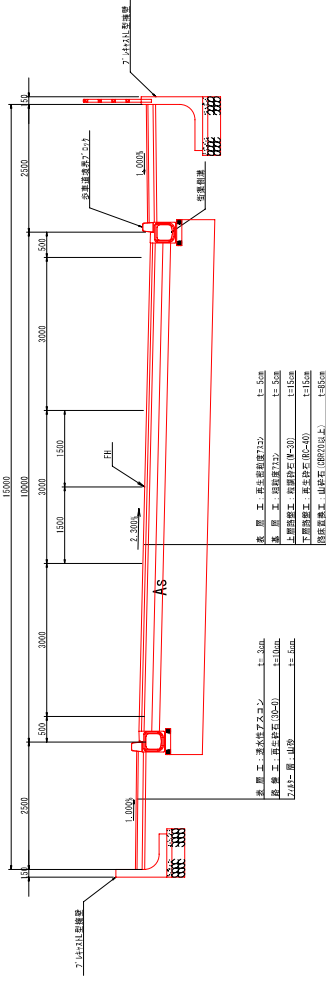 15000
150
2500
10000
2500
150
500
3000
3000
3000
500
1500
1500
プレキャストL型擁壁
プレキャストL型擁壁
歩車道境界ブロック
街渠側溝
FH
1.000%
2.300%
1.000%
As
表 層 工 : 透水性アスコン t= 3cm
路 盤 工 : 再生砕石(30-0) t=10cm
フィルター 層 : 山砂 t= 5cm
表 層 工 : 再生密粒度アスコン t= 5cm
基 層 工 : 粗粒度アスコン t= 5cm
上層路盤工 : 粒調砕石(M-30) t=15cm
下層路盤工 : 再生砕石(RC-40) t=15cm
路床置換工 : 山砕石(CBR20以上) t=85cm